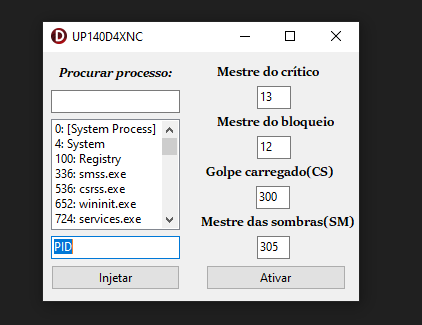 UP140D4XNC
Procurar processo:
0: [System Process]
4: System
100: Registry
336: smss.exe
536: csrss.exe
652: wininit.exe
724: services.exe
PID
Injetar
Mestre do crítico
13
Mestre do bloqueio
12
Golpe carregado(CS)
300
Mestre das sombras(SM)
305
Ativar